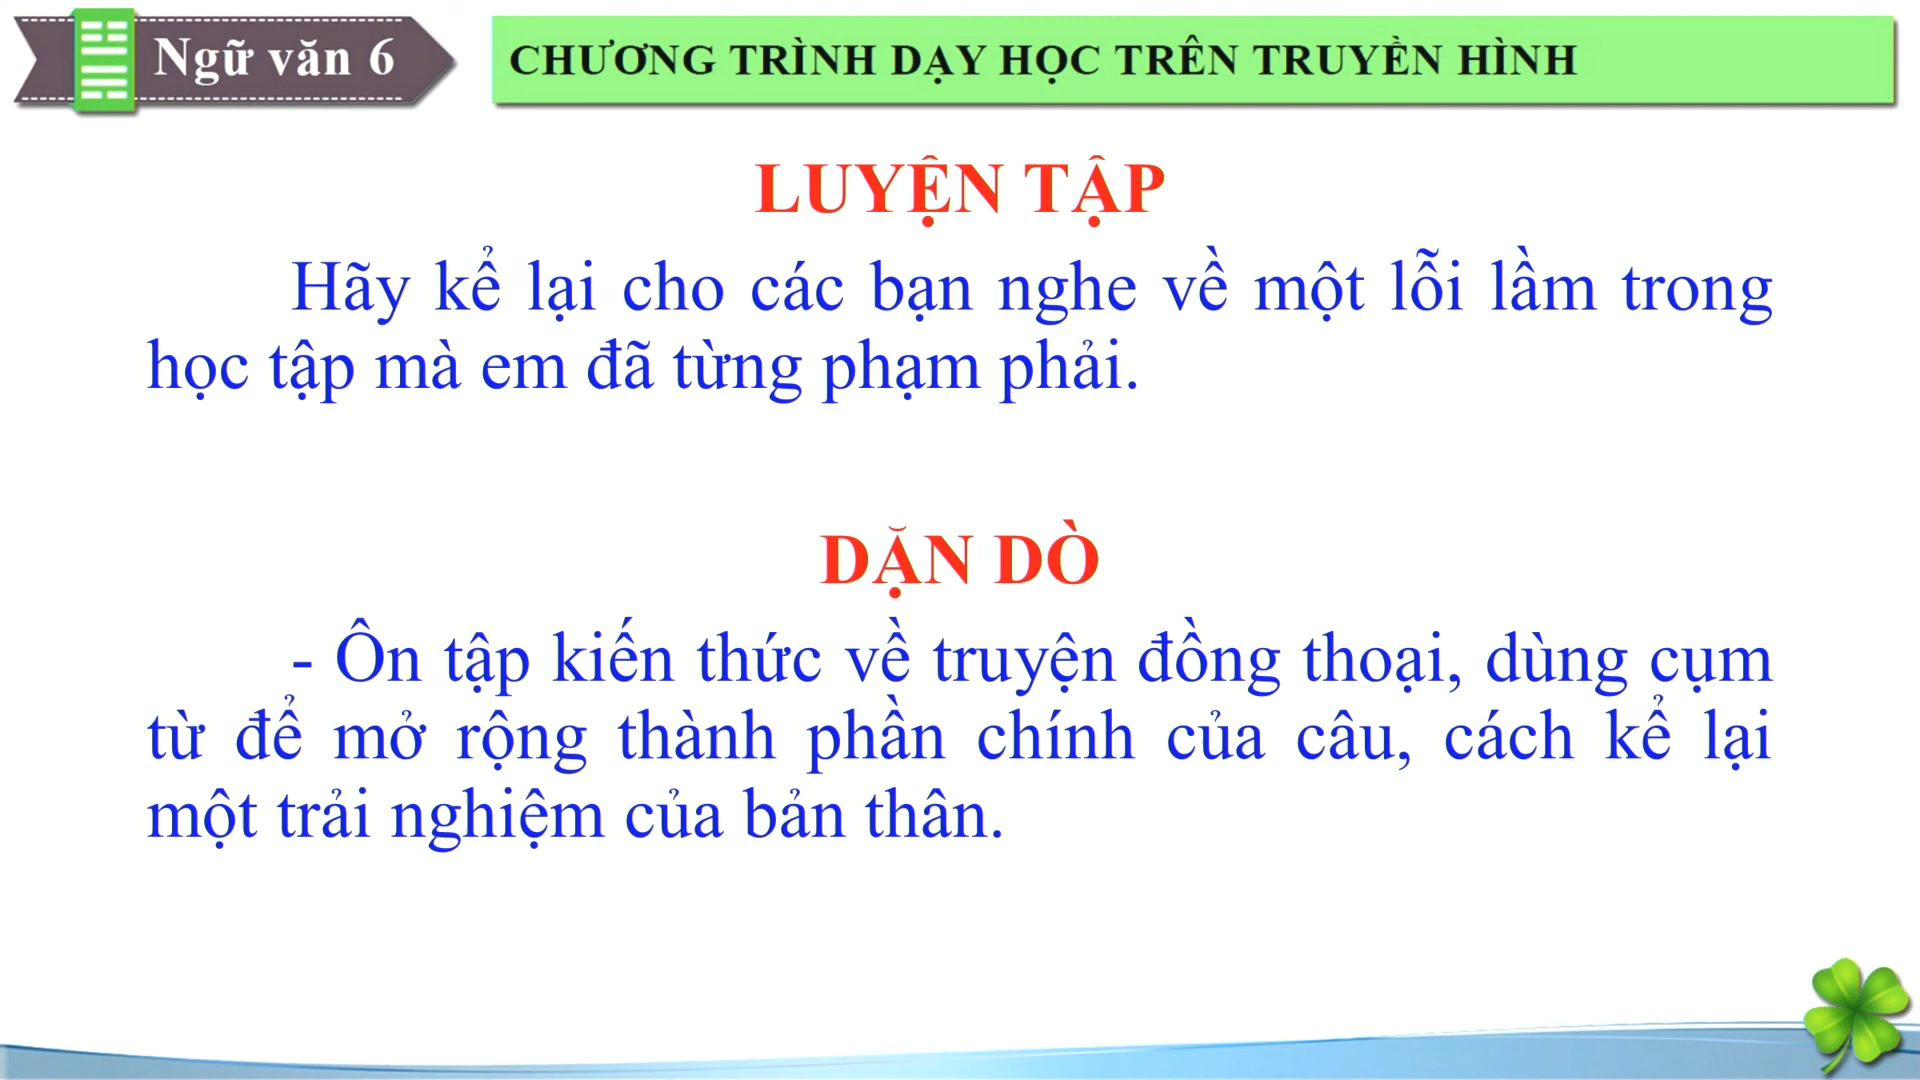 Ngữ văn 6
CHƯƠNG TRÌNH DẠY HỌC TRÊN TRUYỀN HÌNH
LUYỆN TẬP
Hãy kể lại cho các bạn nghe về một lỗi lầm trong
học tập mà em đã từng phạm phải.
DẶN DÒ
- Ôn tập kiến thức về truyện đồng thoại, dùng cụm
từ để mở rộng thành phần chính của câu, cách kể lại
một trải nghiệm của bản thân.